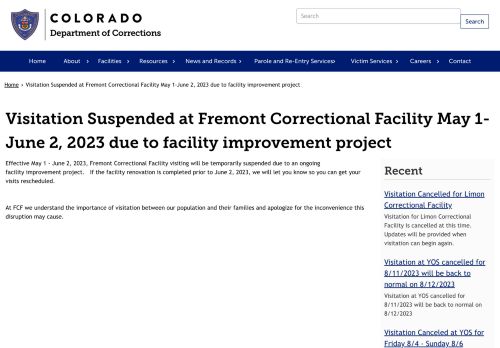 COLORADO
Department of Corrections
Search
Search
Home About › Facilities › Resources › News and Records › Parole and Re-Entry Services › Victim Services › Careers › Contact
Home › Visitation Suspended at Fremont Correctional Facility May 1-June 2, 2023 due to facility improvement project
Visitation Suspended at Fremont Correctional Facility May 1-
June 2, 2023 due to facility improvement project
Effective May 1 - June 2, 2023, Fremont Correctional Facility visiting will be temporarily suspended due to an ongoing
facility improvement project. If the facility renovation is completed prior to June 2, 2023, we will let you know so you can get your
visits rescheduled.
At FCF we understand the importance of visitation between our population and their families and apologize for the inconvenience this
disruption may cause.
Recent
Visitation Cancelled for Limon
Correctional Facility
Visitation for Limon Correctional
Facility is cancelled at this time.
Updates will be provided when
visitation can begin again.
Visitation at YOS cancelled for
8/11/2023 will be back to
normal on 8/12/2023
Visitation at YOS cancelled for
8/11/2023 will be back to normal on
8/12/2023
Visitation Canceled at YOS for
Friday 8/4 - Sunday 8/6